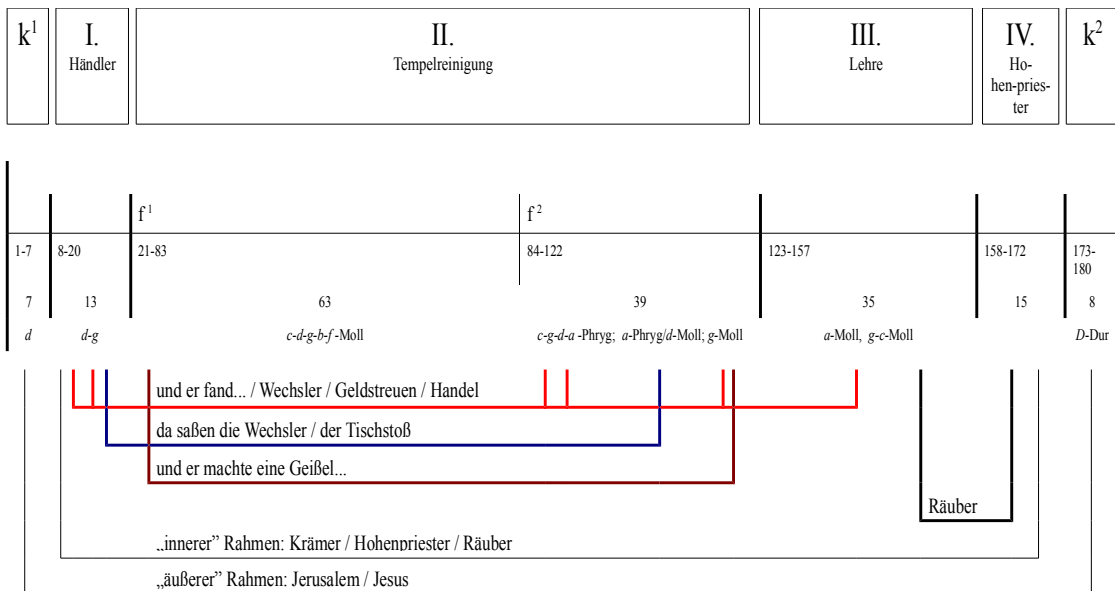 k¹ I. II. III. IV. k²
Händler Tempelreinigung Lehre Ho-
hen-pries-
ter
f¹ f²
1-7 8-20 21-83 84-122 123-157 158-172 173-
180
7 13 63 39 35 15 8
d d-g c-d-g-b-f-Moll c-g-d-a -Phryg; a-Phryg/d-Moll; g-Moll a-Moll, g-c-Moll D-Dur
und er fand... / Wechsler / Geldstreuen / Handel
da saßen die Wechsler / der Tischstoß
und er machte eine Geißel...
Räuber
„innerer” Rahmen: Krämer / Hohenpriester / Räuber
„äußerer” Rahmen: Jerusalem / Jesus